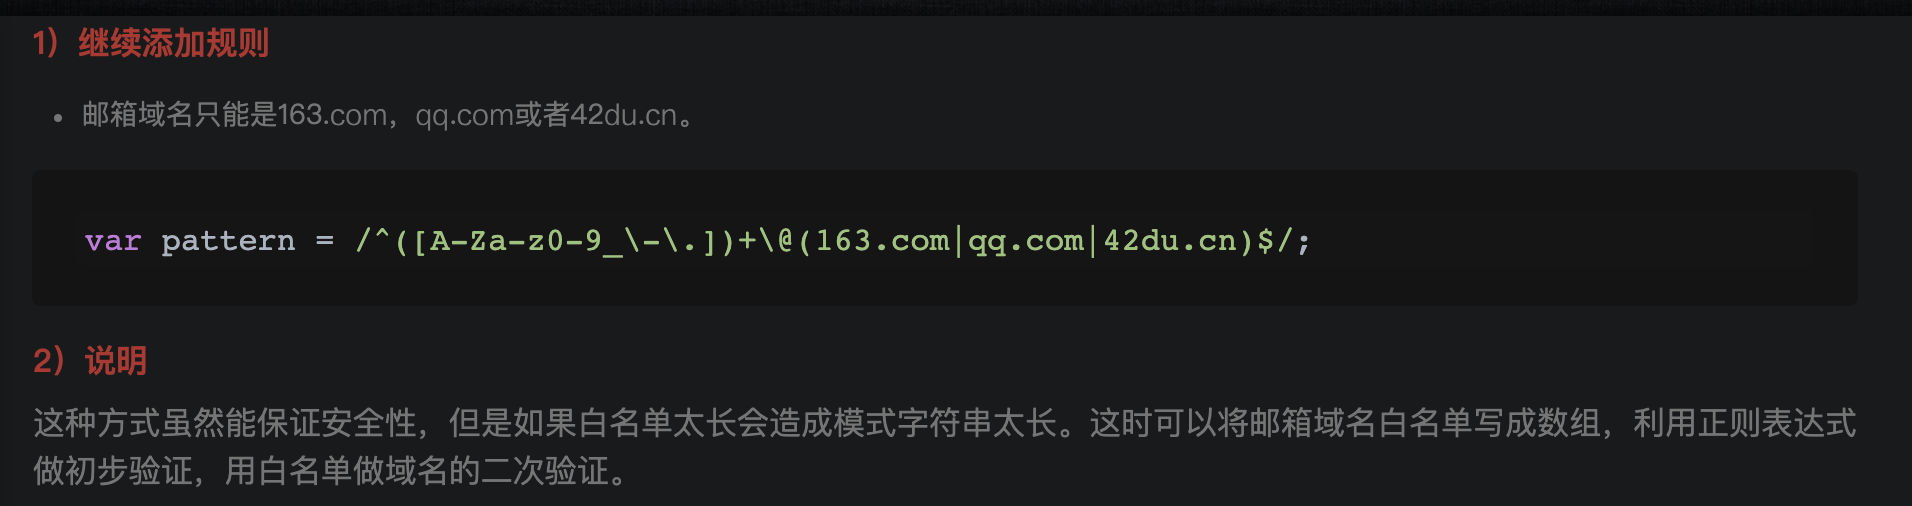 1）继续添加规则
• 邮箱域名只能是163.com，qq.com或者42du.cn。
var pattern = /^([A-Za-z0-9_\-\.])+\@(163.com|qq.com|42du.cn)$/;
2）说明
这种方式虽然能保证安全性，但是如果白名单太长会造成模式字符串太长。这时可以将邮箱域名白名单写成数组，利用正则表达式
做初步验证，用白名单做域名的二次验证。